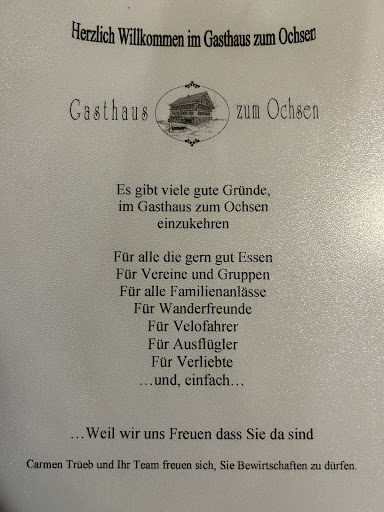 Herzlich Willkommen im Gasthaus zum Ochsen
Gasthaus zum Ochsen
Es gibt viele gute Gründe,
im Gasthaus zum Ochsen
einzukehren
Für alle die gern gut Essen
Für Vereine und Gruppen
Für alle Familienanlässe
Für Wanderfreunde
Für Velofahrer
Für Ausflügler
Für Verliebte
…und, einfach…
…Weil wir uns Freuen dass Sie da sind
Carmen Trüeb und Ihr Team freuen sich, Sie Bewirtschaften zu dürfen.